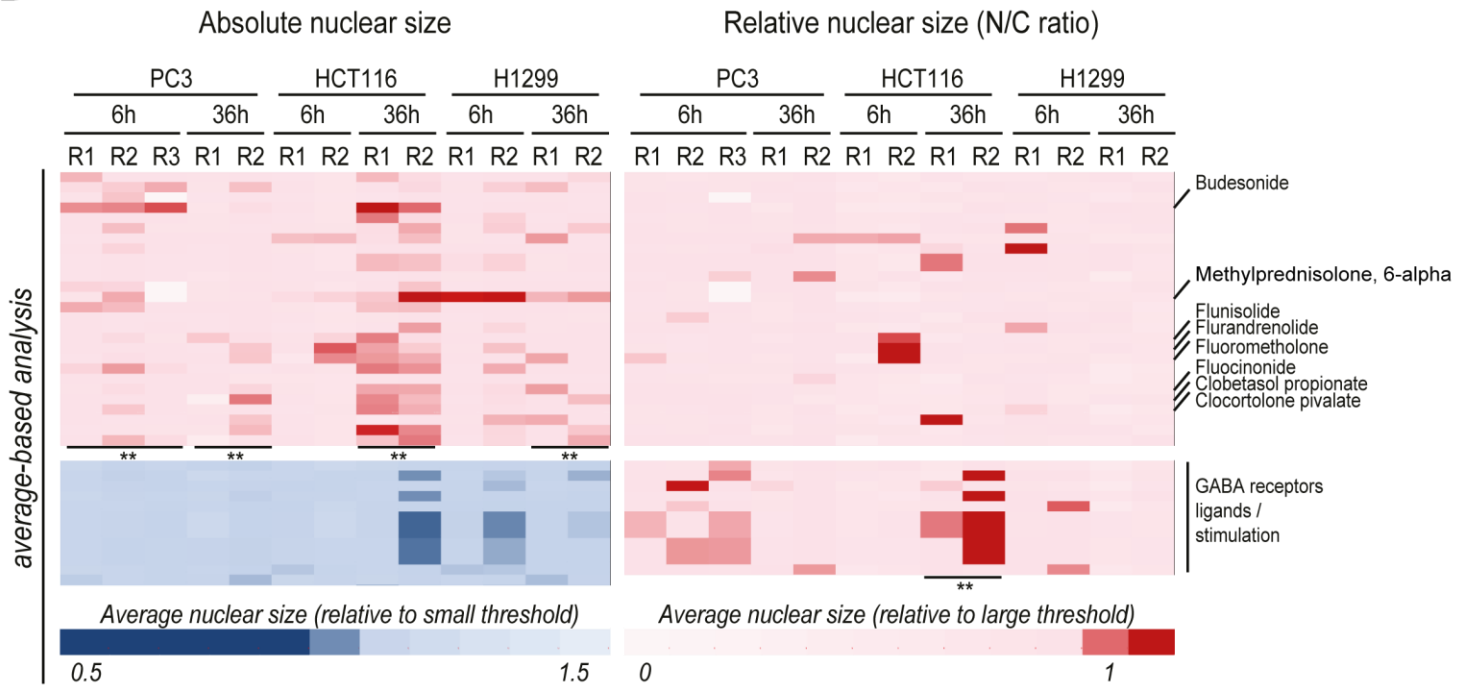 Absolute nuclear size
Relative nuclear size (N/C ratio)
PC3 HCT116 H1299 PC3 HCT116 H1299
6h 36h 6h 36h 6h 36h 6h 36h 6h 36h 6h 36h
R1 R2 R3 R1 R2 R1 R2 R1 R2 R1 R2 R1 R2 R1 R2 R3 R1 R2 R1 R2 R1 R2 R1 R2 R1 R2
average-based analysis
Budesonide
Methylprednisolone, 6-alpha
Flunisolide
Flurandrenolide
Fluorometholone
Fluocinonide
Clobetasol propionate
Clocortolone pivalate
** ** ** **
GABA receptors
ligands /
stimulation
**
Average nuclear size (relative to small threshold)
0.5 1.5
Average nuclear size (relative to large threshold)
0 1